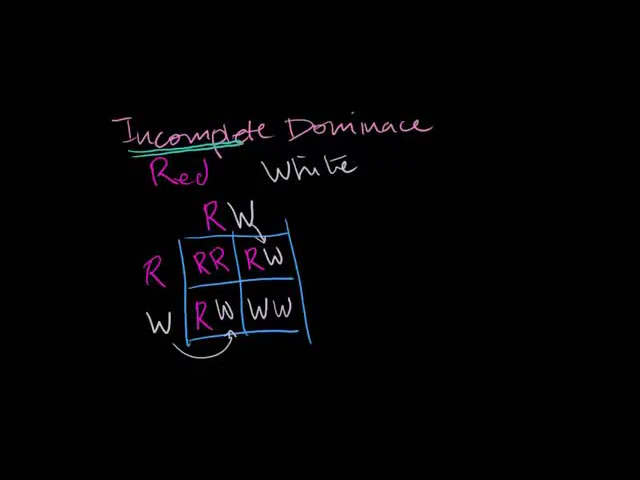 Incomplete Dominace
Red White
R W
R RR RW
W RW WW